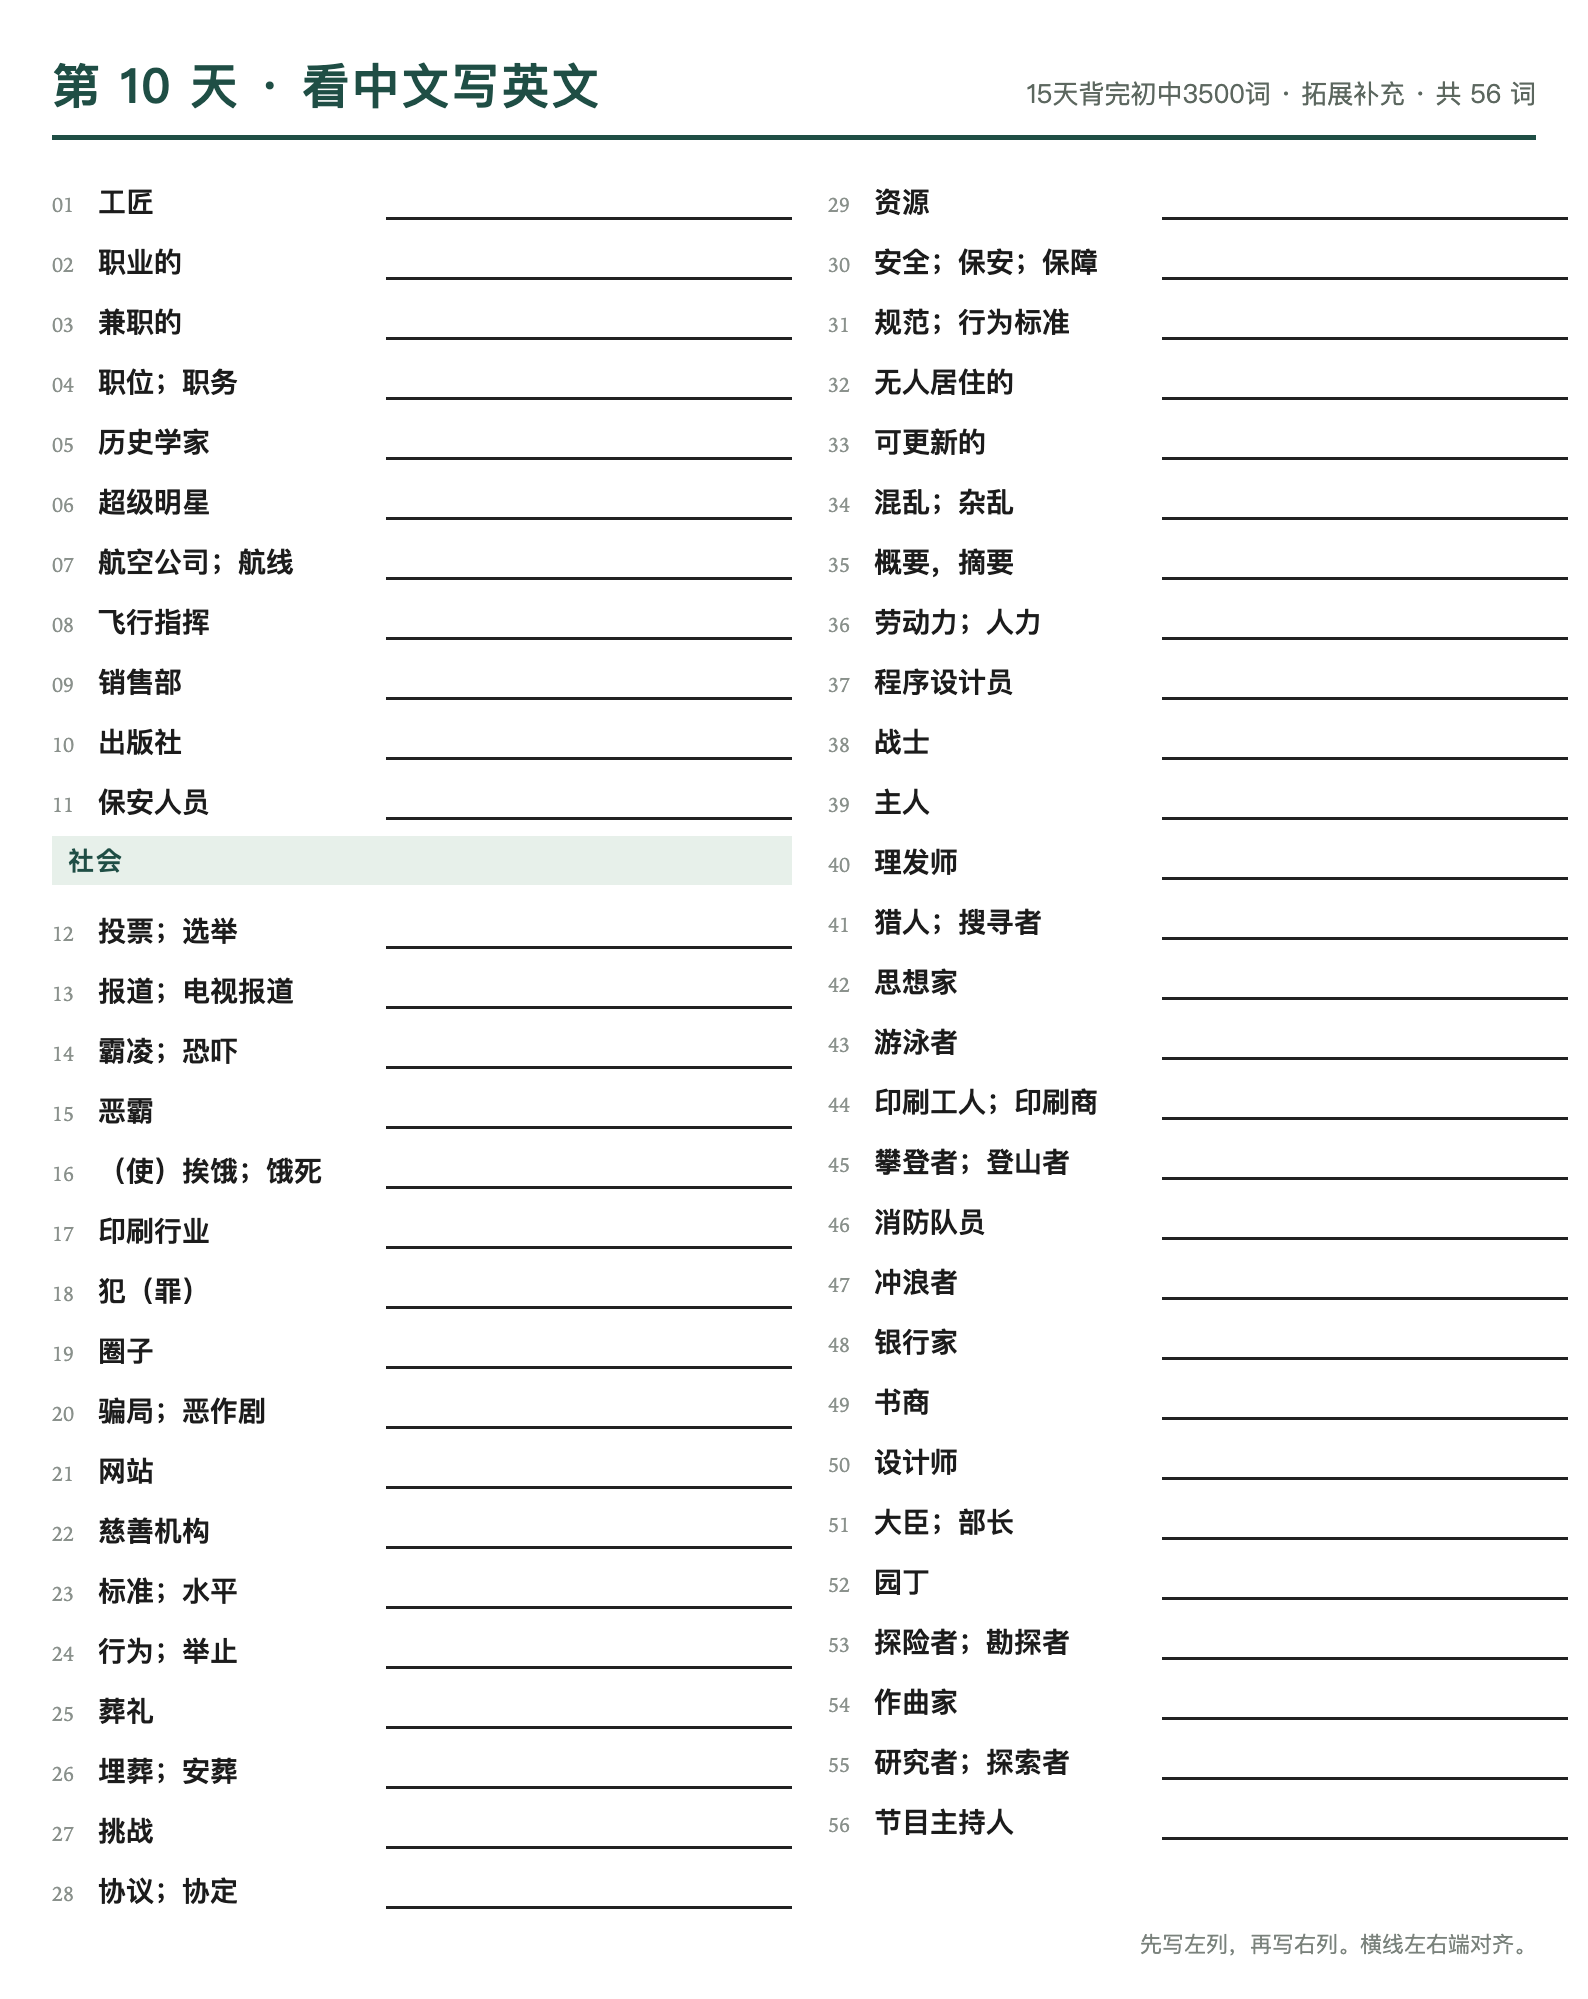 第 10 天 · 看中文写英文
15天背完初中3500词 · 拓展补充 · 共 56 词
01 工匠
02 职业的
03 兼职的
04 职位；职务
05 历史学家
06 超级明星
07 航空公司；航线
08 飞行指挥
09 销售部
10 出版社
11 保安人员
社会
12 投票；选举
13 报道；电视报道
14 霸凌；恐吓
15 恶霸
16 （使）挨饿；饿死
17 印刷行业
18 犯（罪）
19 圈子
20 骗局；恶作剧
21 网站
22 慈善机构
23 标准；水平
24 行为；举止
25 葬礼
26 埋葬；安葬
27 挑战
28 协议；协定
29 资源
30 安全；保安；保障
31 规范；行为标准
32 无人居住的
33 可更新的
34 混乱；杂乱
35 概要，摘要
36 劳动力；人力
37 程序设计员
38 战士
39 主人
40 理发师
41 猎人；搜寻者
42 思想家
43 游泳者
44 印刷工人；印刷商
45 攀登者；登山者
46 消防队员
47 冲浪者
48 银行家
49 书商
50 设计师
51 大臣；部长
52 园丁
53 探险者；勘探者
54 作曲家
55 研究者；探索者
56 节目主持人
先写左列，再写右列。横线左右端对齐。